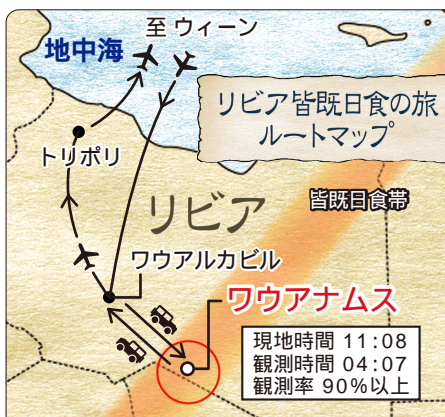 至 ウィーン
地中海
リビア皆既日食の旅
ルートマップ
トリポリ
リビア
皆既日食帯
ワウアルカビル
ワウアナムス
現地時間 11:08
観測時間 04:07
観測率 90%以上